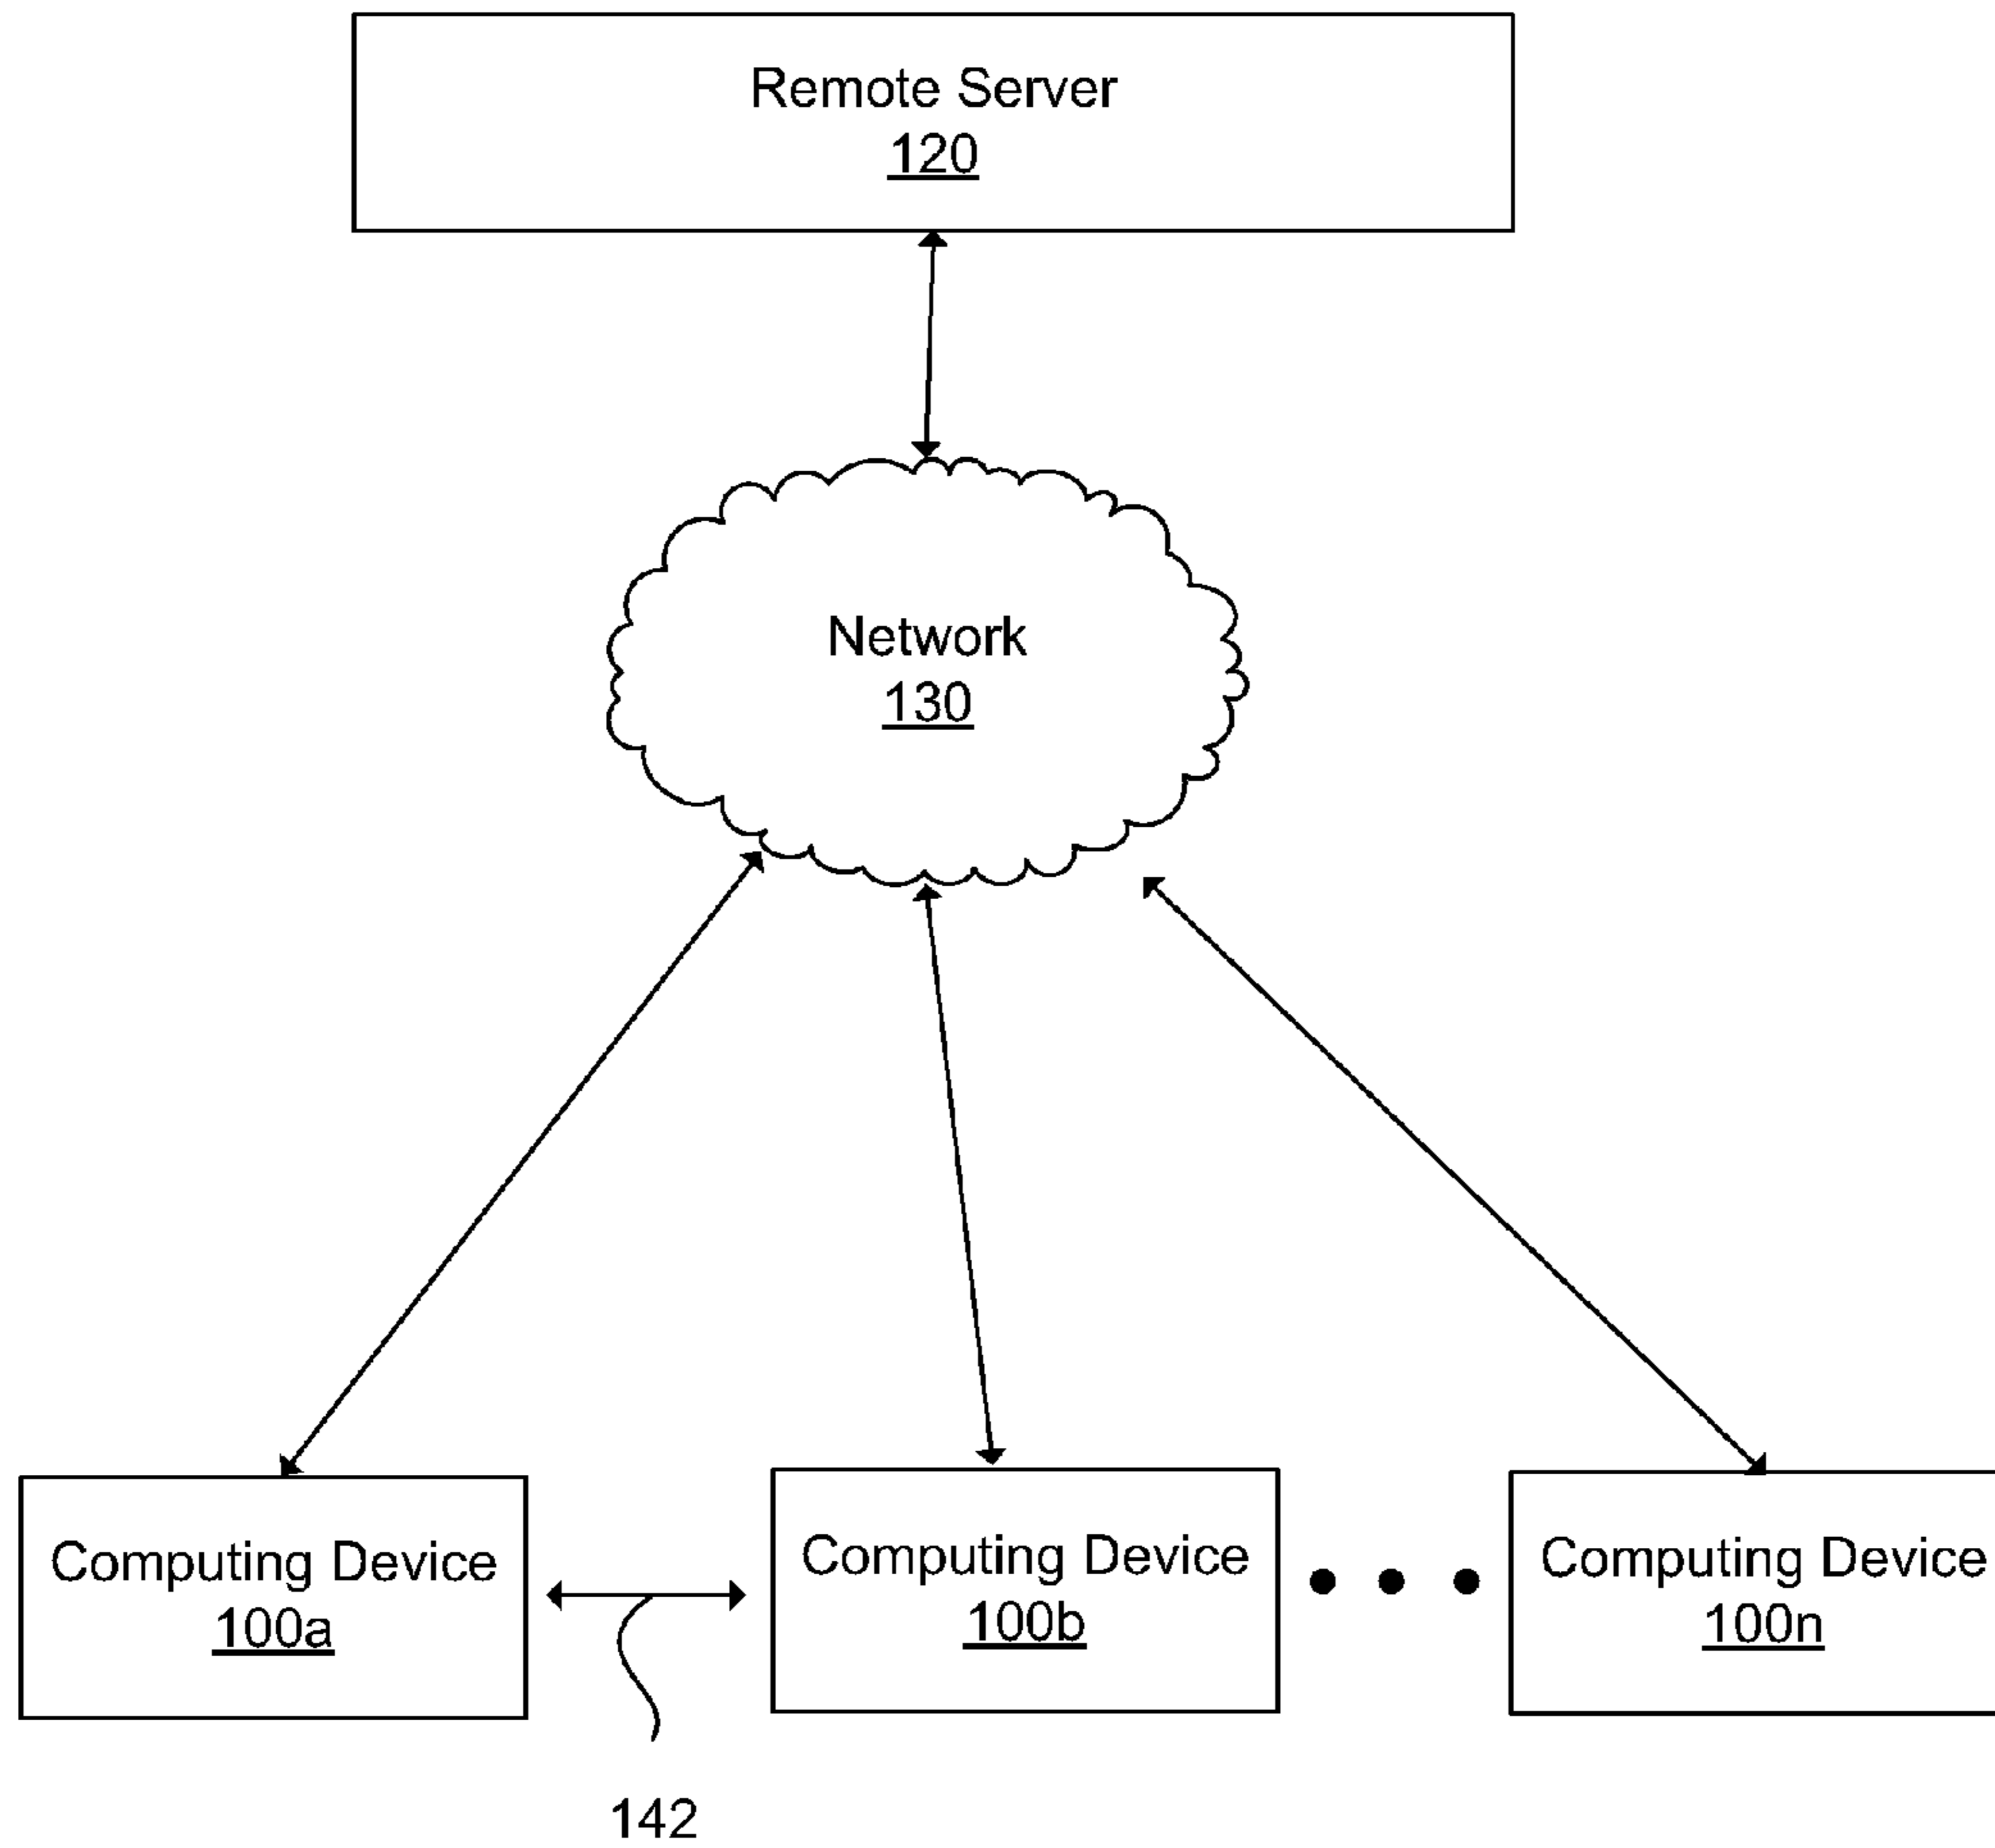 Remote Server
120
Network
130
Computing Device
100a
Computing Device
100b
Computing Device
100n
142